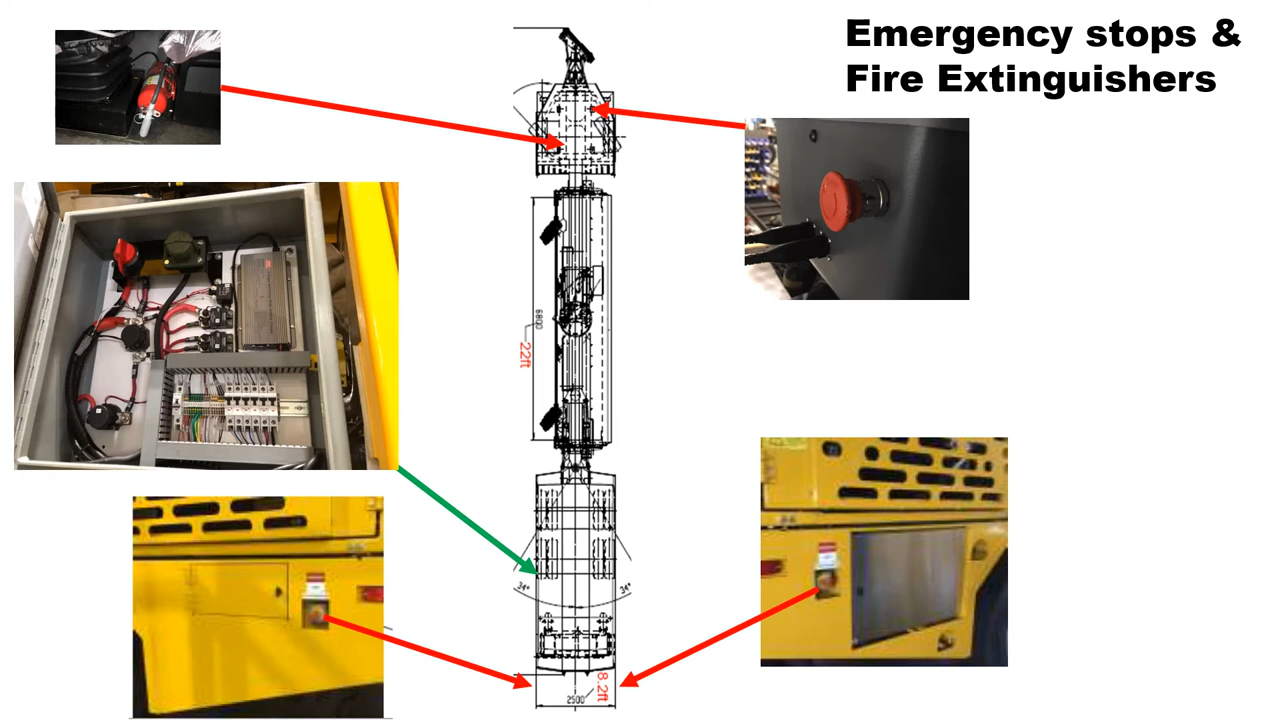 Emergency stops &
Fire Extinguishers
6800
22ft
34°
34°
8.2ft
2500